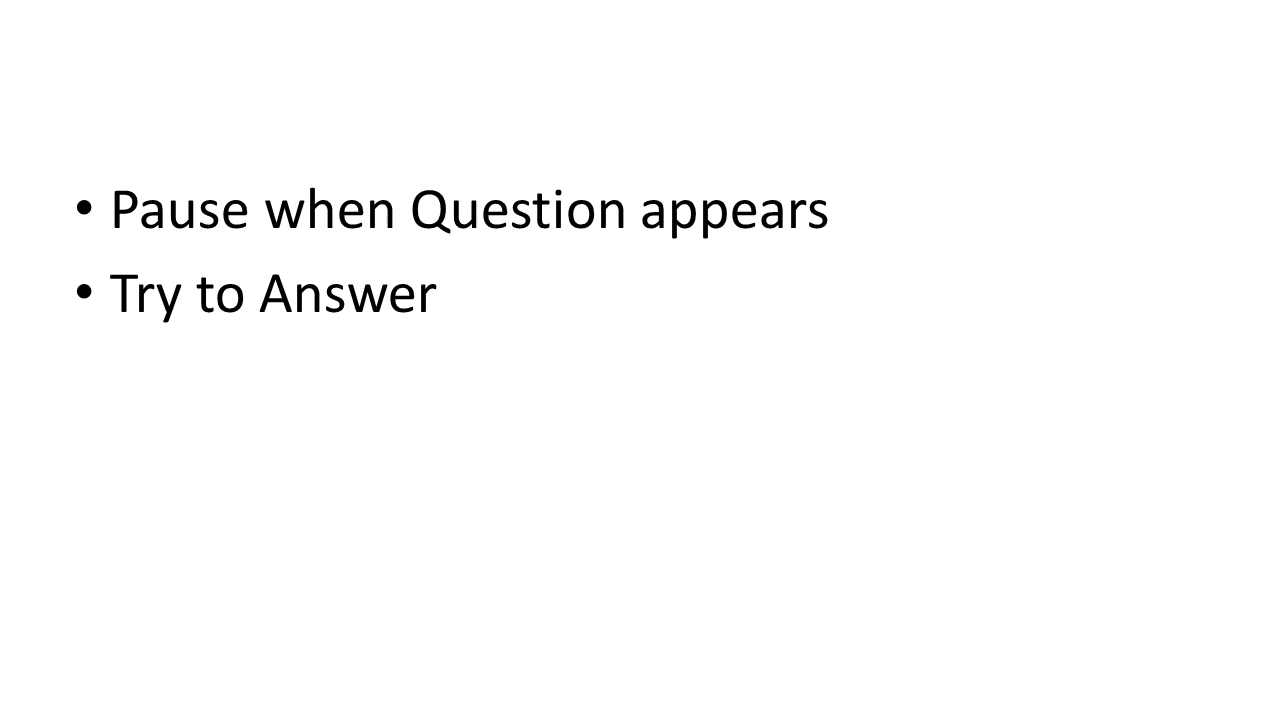 • Pause when Question appears
• Try to Answer